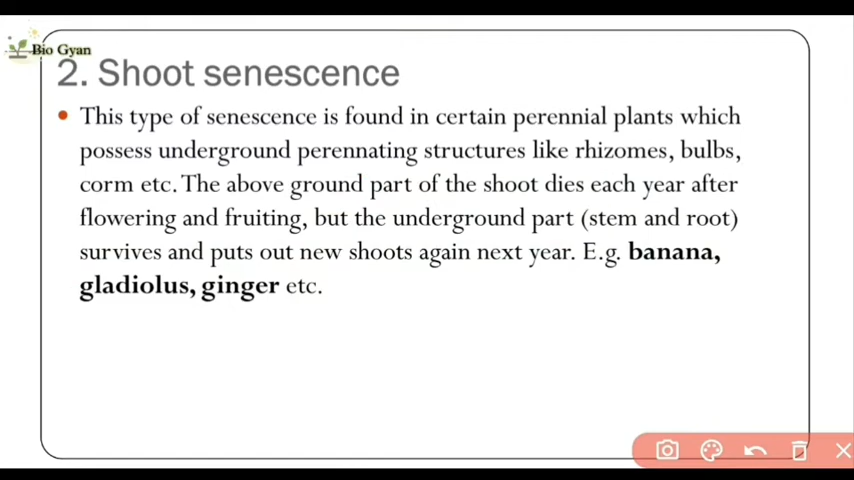 Bio Gyan
2. Shoot senescence
• This type of senescence is found in certain perennial plants which
possess underground perennating structures like rhizomes, bulbs,
corm etc. The above ground part of the shoot dies each year after
flowering and fruiting, but the underground part (stem and root)
survives and puts out new shoots again next year. E.g. banana,
gladiolus, ginger etc.